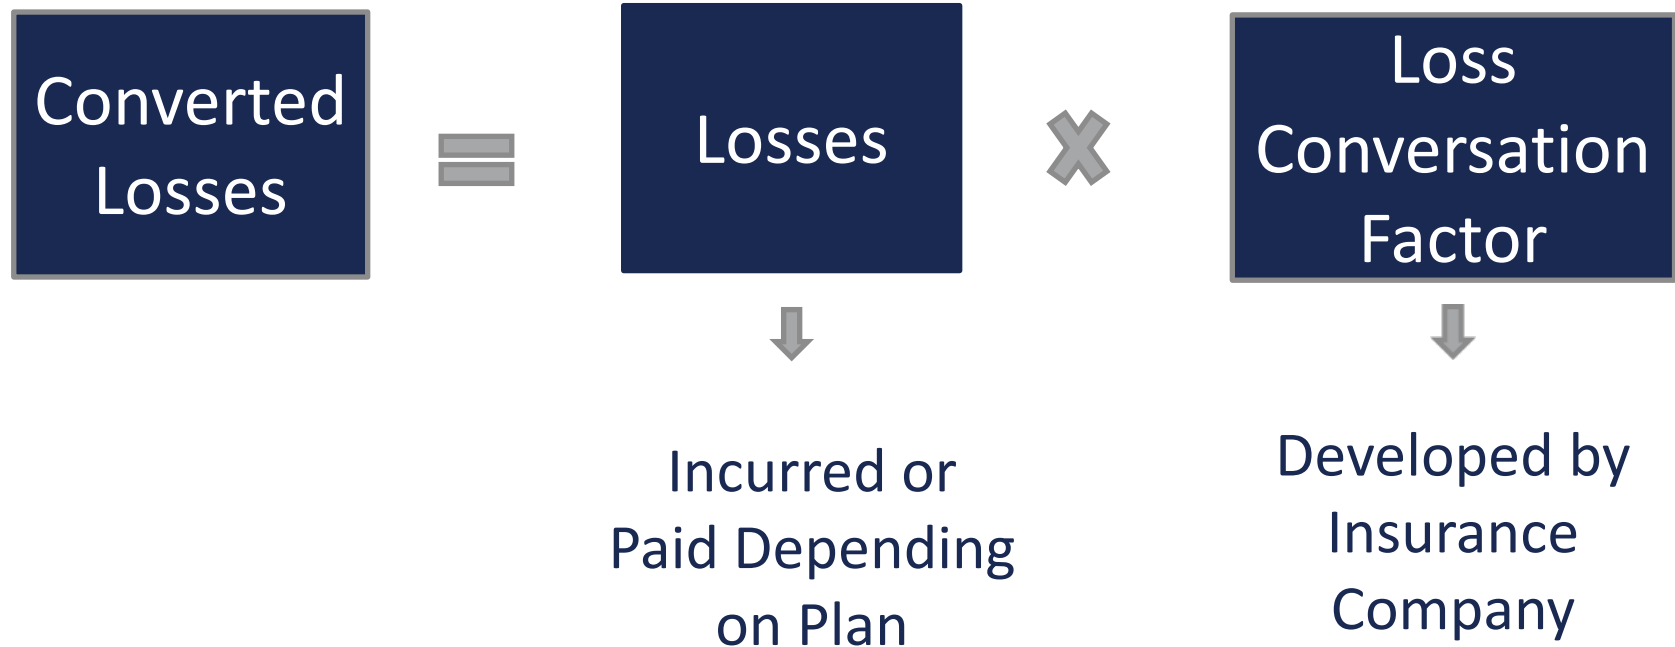 Converted
Losses
Losses
Loss
Conversation
Factor
Incurred or
Paid Depending
on Plan
Developed by
Insurance
Company